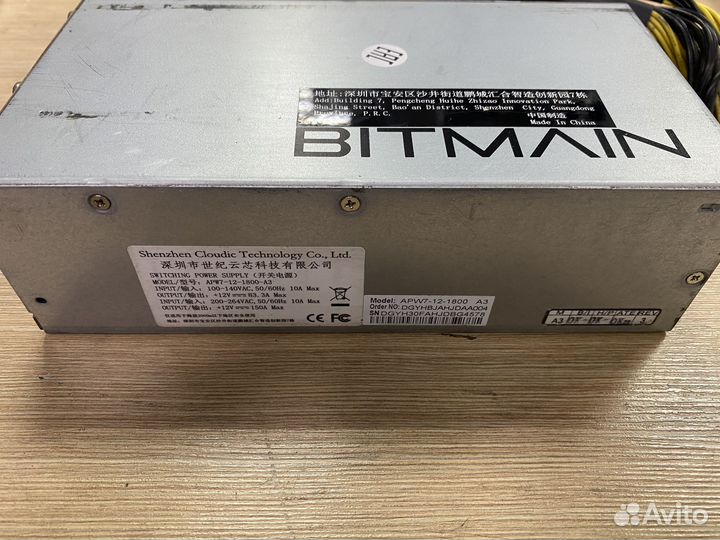 地址:深圳市宝安区沙井街道鹏城汇合智造创新园7栋
Add:Building 7, Pengcheng Huihe Zhizao Innovation Park,
Shajing Street, Bao'an District, Shenzhen City, Guangdong
Province, P.R.C.
中国制造
Made In China
BITMAIN
Shenzhen Cloudic Technology Co., Ltd.
深圳市世纪云芯科技有限公司
SWITCHING POWER SUPPLY (开关电源)
MODEL/型号: APW7-12-1800-A3
INPUT/输入: 100-140VAC, 50/60Hz 10A Max
OUTPUT/输出: +12V 83.3A Max
INPUT/输入: 200-264VAC, 50/60Hz 10A Max
OUTPUT/输出: +12V 150A Max
CE FC
Model: APW7-12-1800 A3
Order NO: DGYHBJAHJDAA004
SN DGYH30FAHJDBG4578
M B/I H/P ATE REV
A3 3
Avito